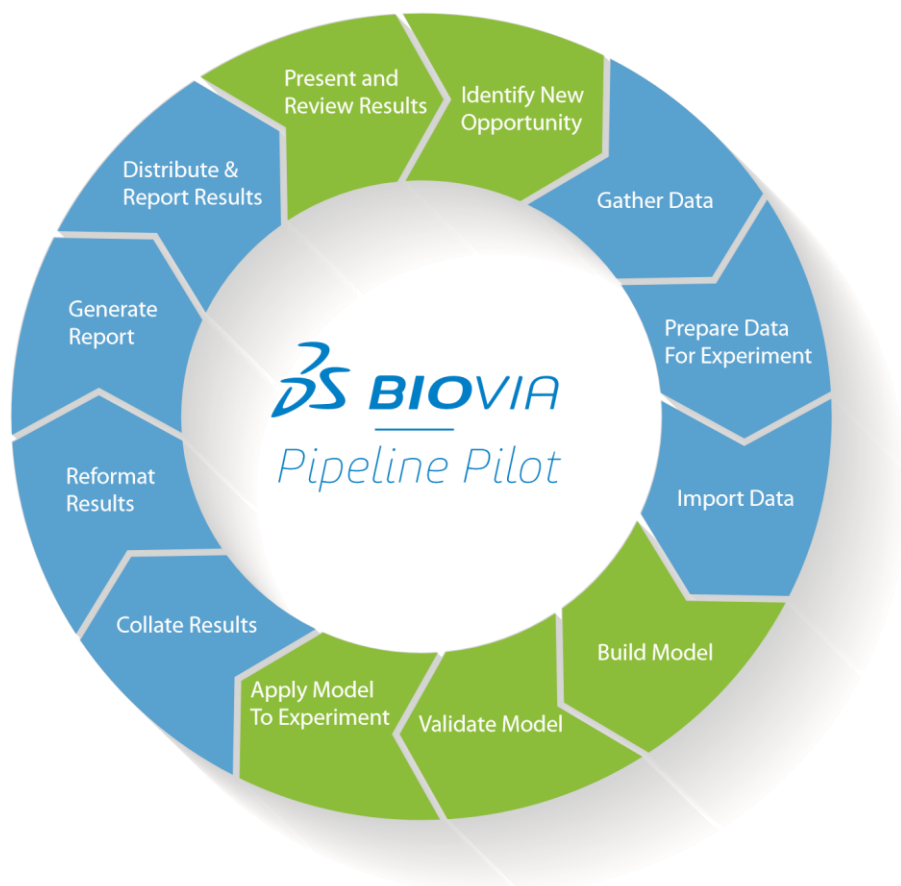 Present and
Review Results
Identify New
Opportunity
Gather Data
Prepare Data
For Experiment
Import Data
Build Model
Validate Model
Apply Model
To Experiment
Collate Results
Reformat
Results
Generate
Report
Distribute &
Report Results
3DS BIOVIA
Pipeline Pilot